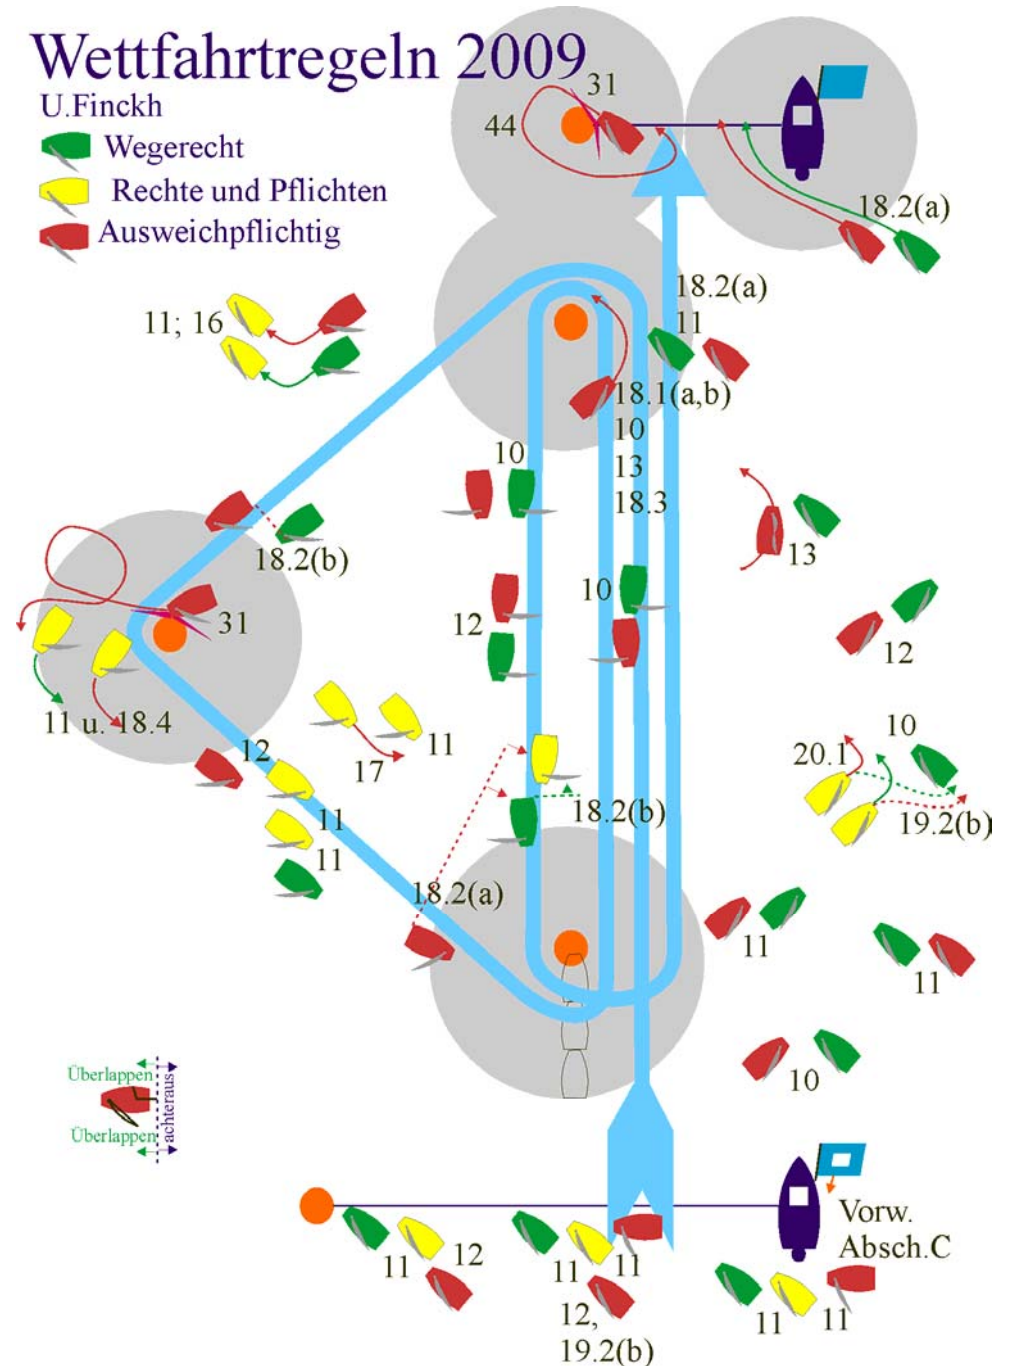 Wettfahrtregeln 2009
U.Finckh
Wegerecht
Rechte und Pflichten
Ausweichpflichtig
31
44
18.2(a)
11; 16
18.2(a)
11
18.1(a,b)
10
13
18.3
10
18.2(b)
13
10
12
31
12
11 u. 18.4
12
17
11
11
11
18.2(b)
10
20.1
19.2(b)
18.2(a)
11
11
10
Überlappen
achteraus
Überlappen
Vorw.
Absch.C
11
12
11
11
12,
19.2(b)
11
11